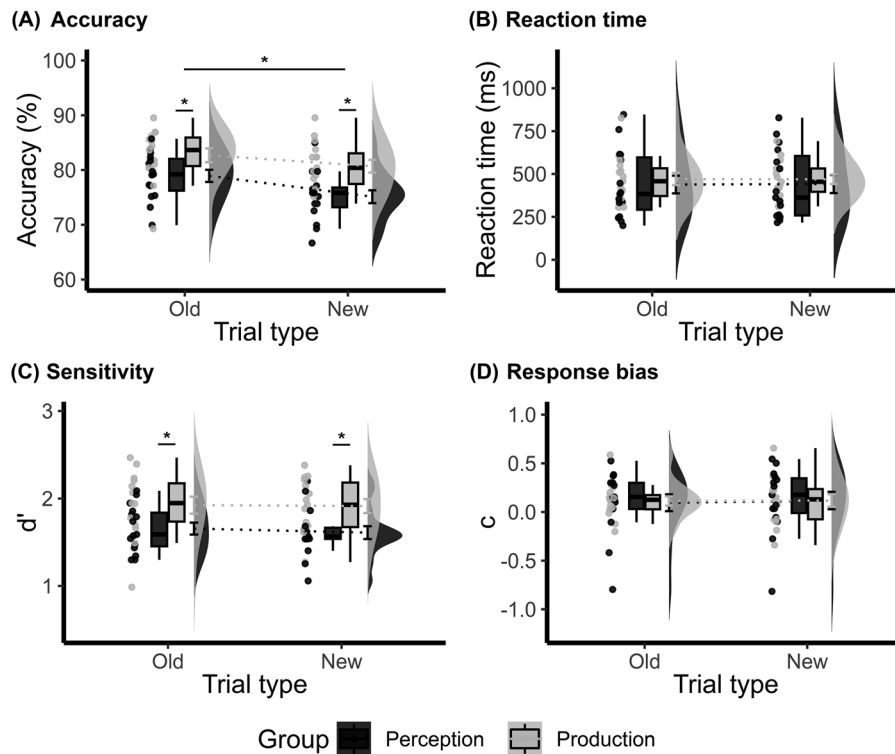 (A) Accuracy
Accuracy (%)
100
90
80
70
60
*
*
*
Old
New
Trial type
(B) Reaction time
Reaction time (ms)
1000
750
500
250
0
Old
New
Trial type
(C) Sensitivity
d'
3
2
1
*
*
Old
New
Trial type
(D) Response bias
c
1.0
0.5
0.0
-0.5
-1.0
Old
New
Trial type
Group Perception Production